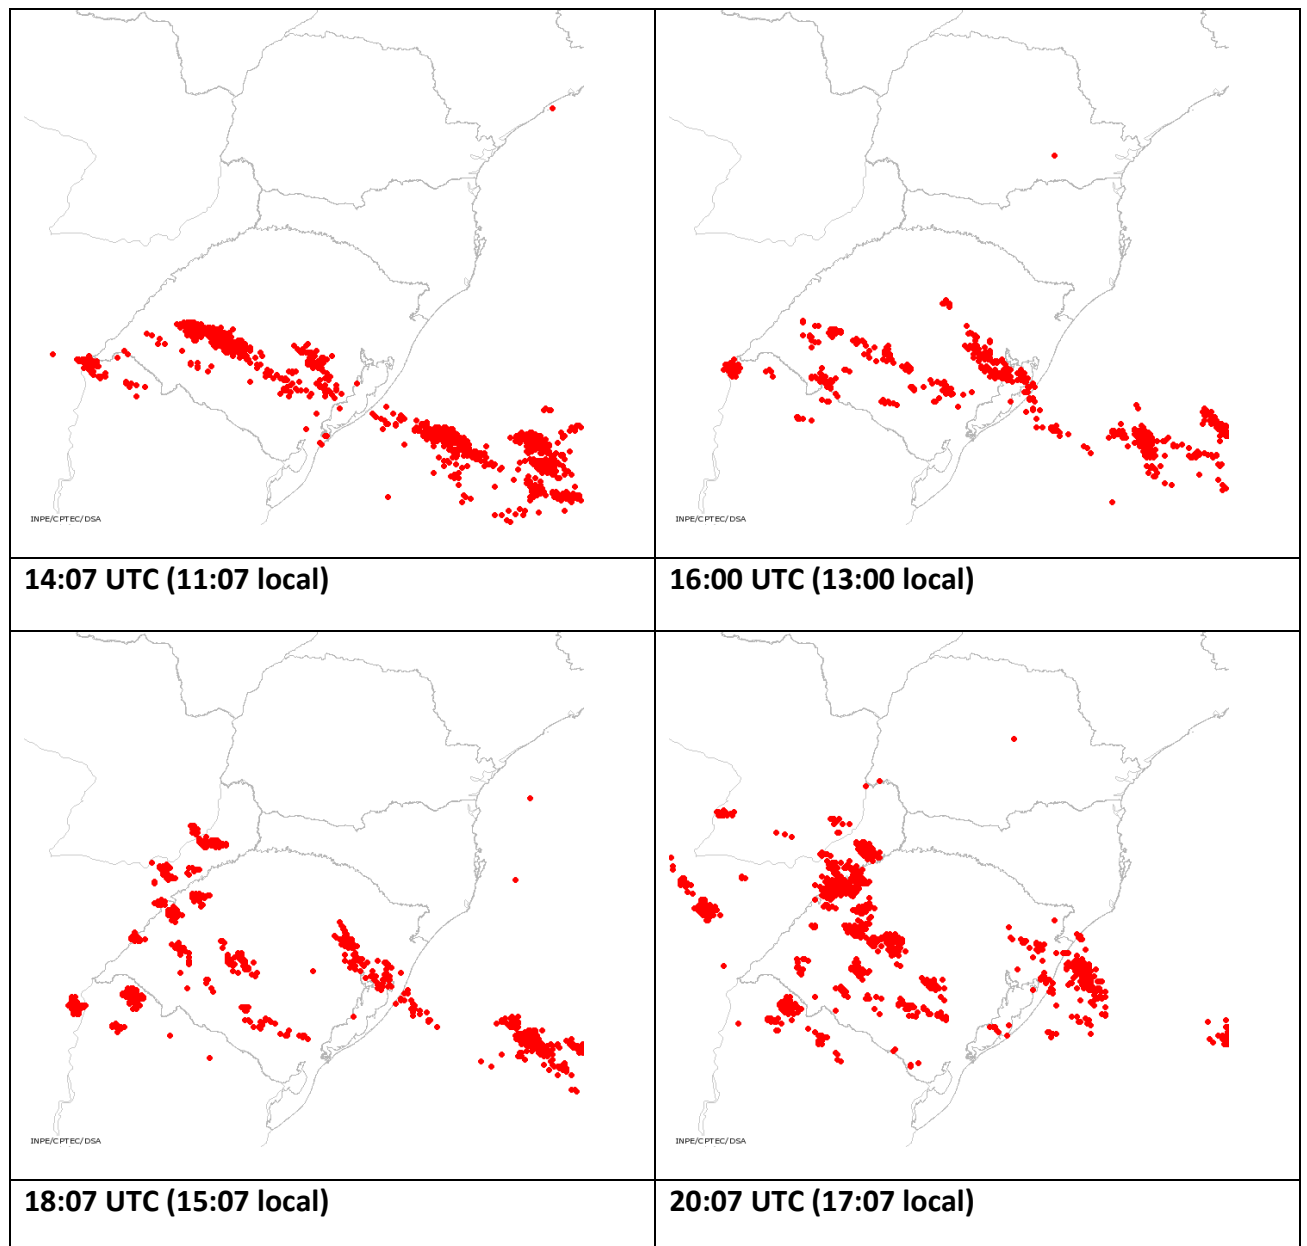 INPE/CPTEC/DSA
INPE/CPTEC/DSA
14:07 UTC (11:07 local)
16:00 UTC (13:00 local)
INPE/CPTEC/DSA
INPE/CPTEC/DSA
18:07 UTC (15:07 local)
20:07 UTC (17:07 local)